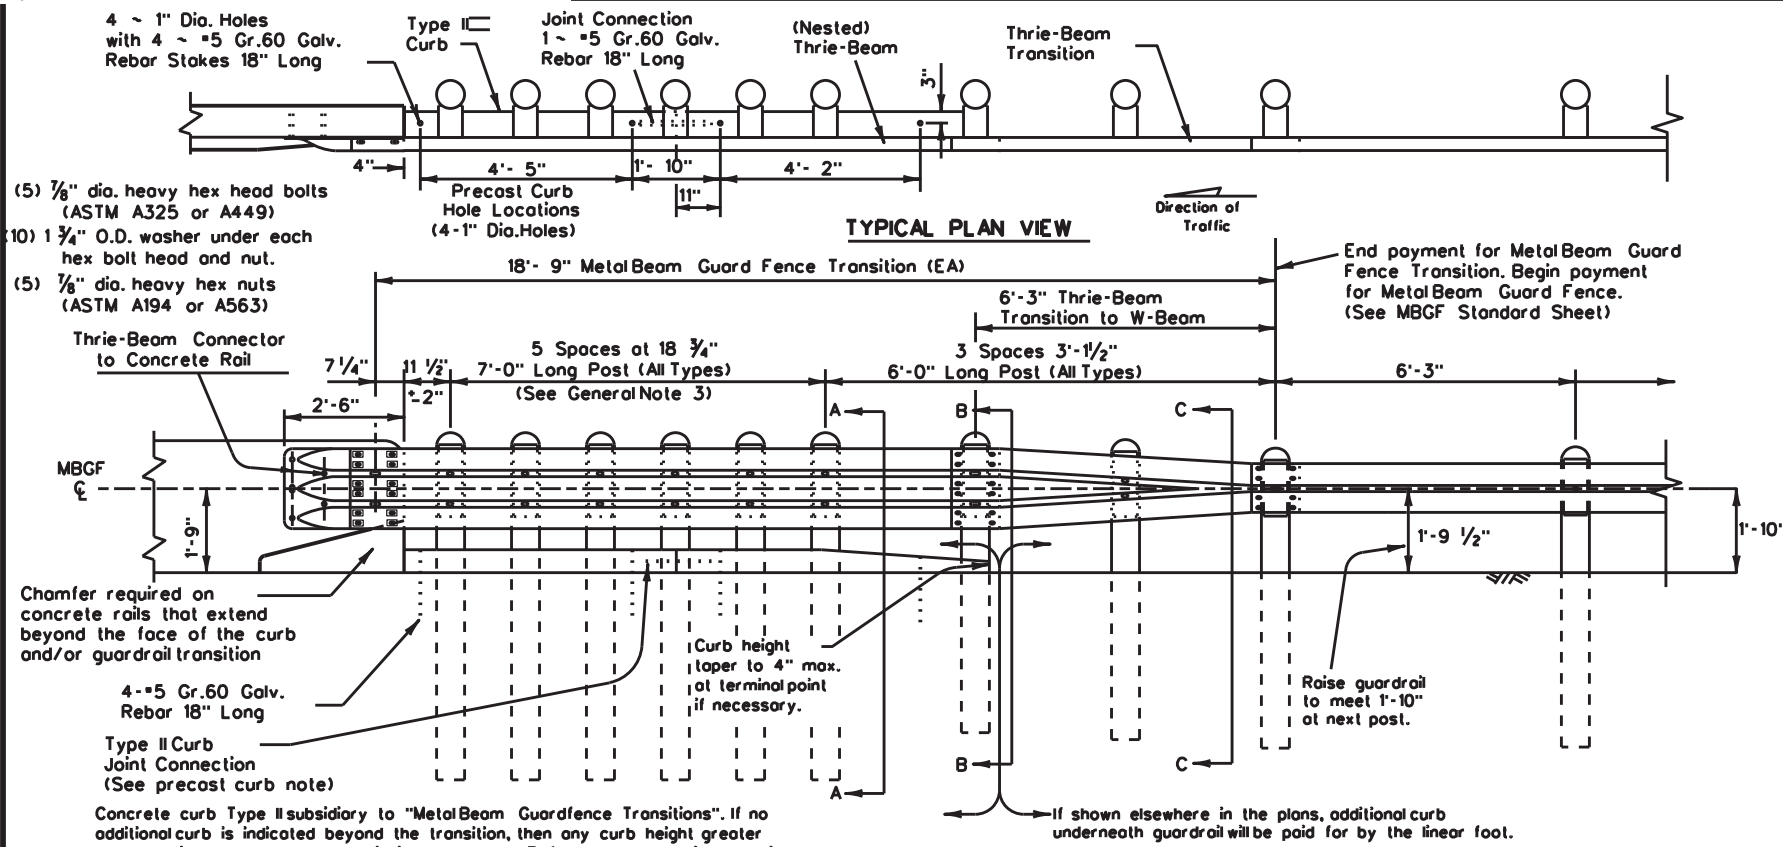 4 ~ 1" Dia. Holes
with 4 ~ #5 Gr.60 Galv.
Rebar Stakes 18" Long
Type II
Curb
Joint Connection
1 ~ #5 Gr.60 Galv.
Rebar 18" Long
(Nested)
Thrie-Beam
Thrie-Beam
Transition
3"
4"
4'- 5"
1'- 10"
4'- 2"
11"
Precast Curb
Hole Locations
(4-1" Dia.Holes)
TYPICAL PLAN VIEW
Direction of
Traffic
(5) 7/8" dia. heavy hex head bolts
(ASTM A325 or A449)
(10) 1 3/4" O.D. washer under each
hex bolt head and nut.
(5) 7/8" dia. heavy hex nuts
(ASTM A194 or A563)
18'- 9" Metal Beam Guard Fence Transition (EA)
End payment for Metal Beam Guard
Fence Transition. Begin payment
for Metal Beam Guard Fence.
(See MBGF Standard Sheet)
6'-3" Thrie-Beam
Transition to W-Beam
Thrie-Beam Connector
to Concrete Rail
7 1/4"
11 1/2"
+-2"
5 Spaces at 18 3/4"
7'-0" Long Post (All Types)
(See General Note 3)
3 Spaces 3'-1 1/2"
6'-0" Long Post (All Types)
6'-3"
2'-6"
A
B
C
MBGF
℄
1'-9"
1'-9 1/2"
1'-10"
Chamfer required on
concrete rails that extend
beyond the face of the curb
and/or guardrail transition
Curb height
taper to 4" max.
at terminal point
if necessary.
Raise guardrail
to meet 1'-10"
at next post.
4-#5 Gr.60 Galv.
Rebar 18" Long
Type II Curb
Joint Connection
(See precast curb note)
A
B
C
Concrete curb Type II subsidiary to "Metal Beam Guardfence Transitions". If no
additional curb is indicated beyond the transition, then any curb height greater
If shown elsewhere in the plans, additional curb
underneath guardrail will be paid for by the linear foot.